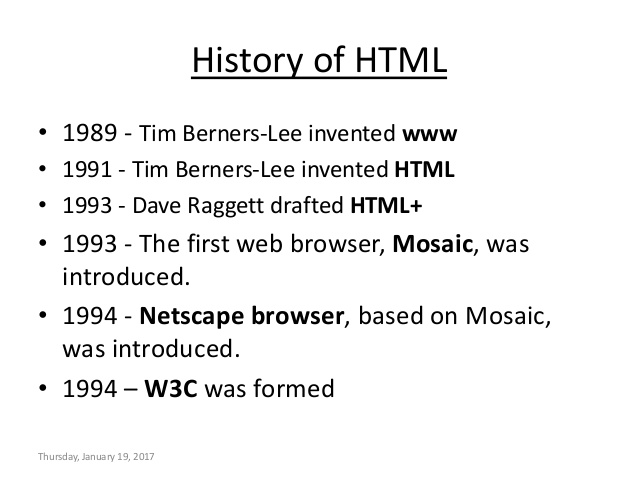 History of HTML
• 1989 - Tim Berners-Lee invented www
• 1991 - Tim Berners-Lee invented HTML
• 1993 - Dave Raggett drafted HTML+
• 1993 - The first web browser, Mosaic, was
introduced.
• 1994 - Netscape browser, based on Mosaic,
was introduced.
• 1994 – W3C was formed
Thursday, January 19, 2017